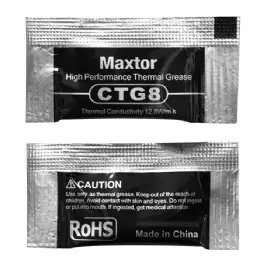 Maxtor
High Performance Thermal Grease
CTG8
Thermal Conductivity:12.8W/m.k
⚠CAUTION
Use only as thermal grease. Keep out of the reach of
children. Avoid contact with skin and eyes. Do not ingest
or put into mouth. If ingested, get medical attention.
RoHS
Made in China